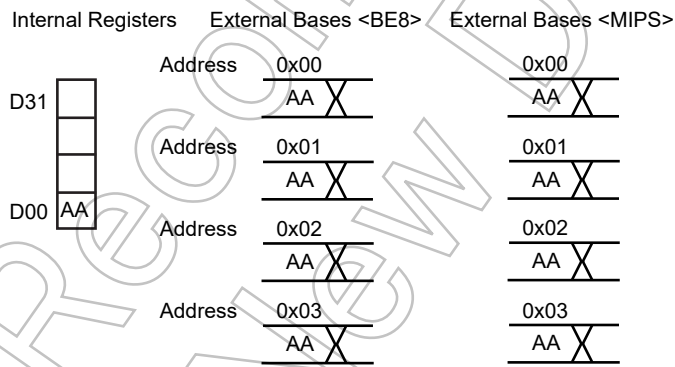 Internal Registers External Bases <BE8> External Bases <MIPS>
Address 0x00 0x00
D31 AA AA
Address 0x01 0x01
AA AA
D00 AA
Address 0x02 0x02
AA AA
Address 0x03 0x03
AA AA